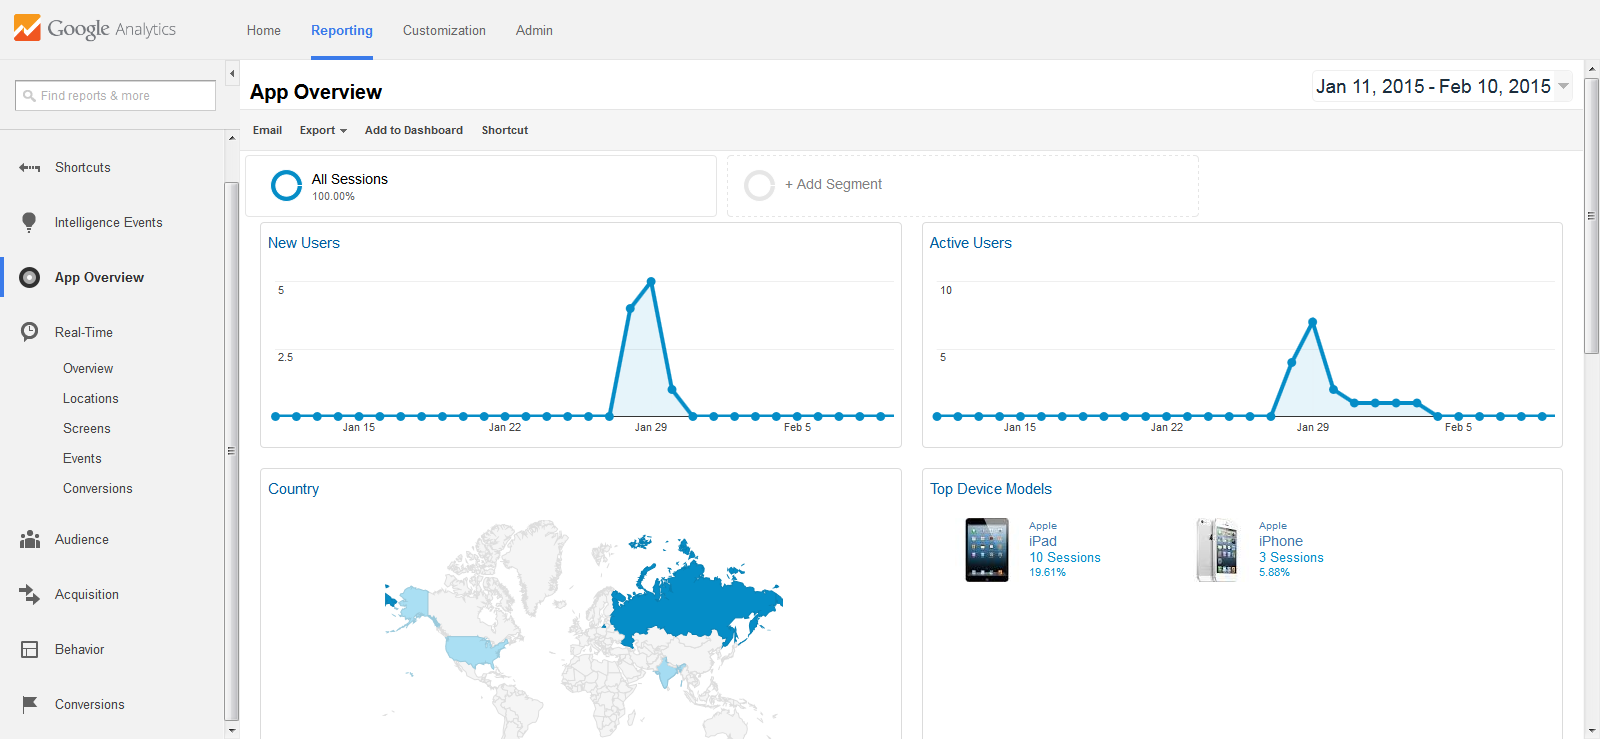 Google Analytics
Home Reporting Customization Admin
Find reports & more
Shortcuts
Intelligence Events
App Overview
Real-Time
Overview
Locations
Screens
Events
Conversions
Audience
Acquisition
Behavior
Conversions
App Overview
Jan 11, 2015 - Feb 10, 2015
Email Export Add to Dashboard Shortcut
All Sessions
100.00%
+ Add Segment
New Users
5
2.5
Jan 15 Jan 22 Jan 29 Feb 5
Active Users
10
5
Jan 15 Jan 22 Jan 29 Feb 5
Country
Top Device Models
Apple
iPad
10 Sessions
19.61%
Apple
iPhone
3 Sessions
5.88%